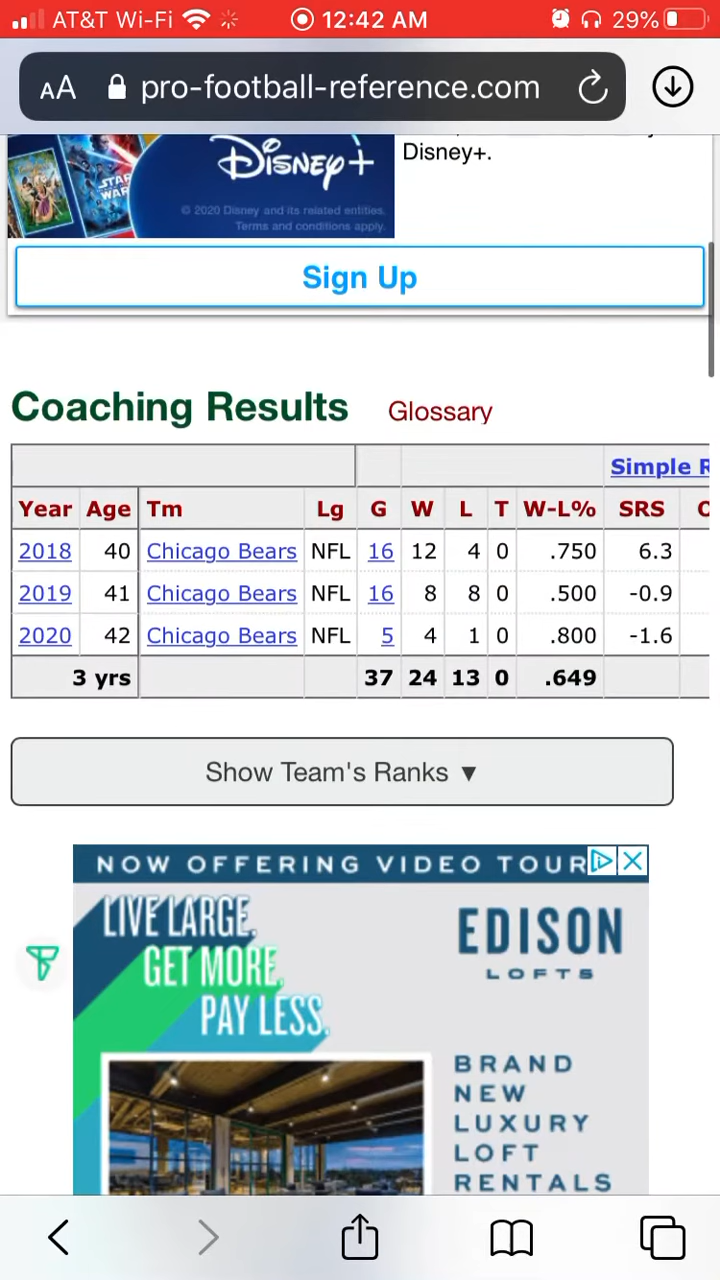 AT&T Wi-Fi 12:42 AM 29%
AA pro-football-reference.com
Disney+
Disney+.
STAR WARS
© 2020 Disney and its related entities.
Terms and conditions apply.
Sign Up
Coaching Results Glossary
Simple R
Year Age Tm Lg G W L T W-L% SRS
2018 40 Chicago Bears NFL 16 12 4 0 .750 6.3
2019 41 Chicago Bears NFL 16 8 8 0 .500 -0.9
2020 42 Chicago Bears NFL 5 4 1 0 .800 -1.6
3 yrs 37 24 13 0 .649
Show Team's Ranks ▼
NOW OFFERING VIDEO TOUR
LIVE LARGE.
GET MORE.
PAY LESS.
EDISON
LOFTS
BRAND
NEW
LUXURY
LOFT
RENTALS